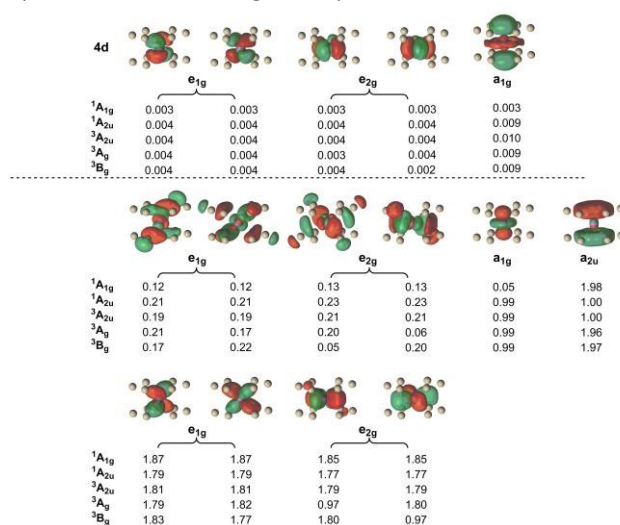 4d
e1g e2g a1g
1A1g 0.003 0.003 0.003 0.003 0.003
1A2u 0.004 0.004 0.004 0.004 0.009
3A2u 0.004 0.004 0.004 0.004 0.010
3Ag 0.004 0.004 0.003 0.004 0.009
3Bg 0.004 0.004 0.004 0.002 0.009
e1g e2g a1g a2u
1A1g 0.12 0.12 0.13 0.13 0.05 1.98
1A2u 0.21 0.21 0.23 0.23 0.99 1.00
3A2u 0.19 0.19 0.21 0.21 0.99 1.00
3Ag 0.21 0.17 0.20 0.06 0.99 1.96
3Bg 0.17 0.22 0.05 0.20 0.99 1.97
e1g e2g
1A1g 1.87 1.87 1.85 1.85
1A2u 1.79 1.79 1.77 1.77
3A2u 1.81 1.81 1.79 1.79
3Ag 1.79 1.82 0.97 1.80
3Bg 1.83 1.77 1.80 0.97